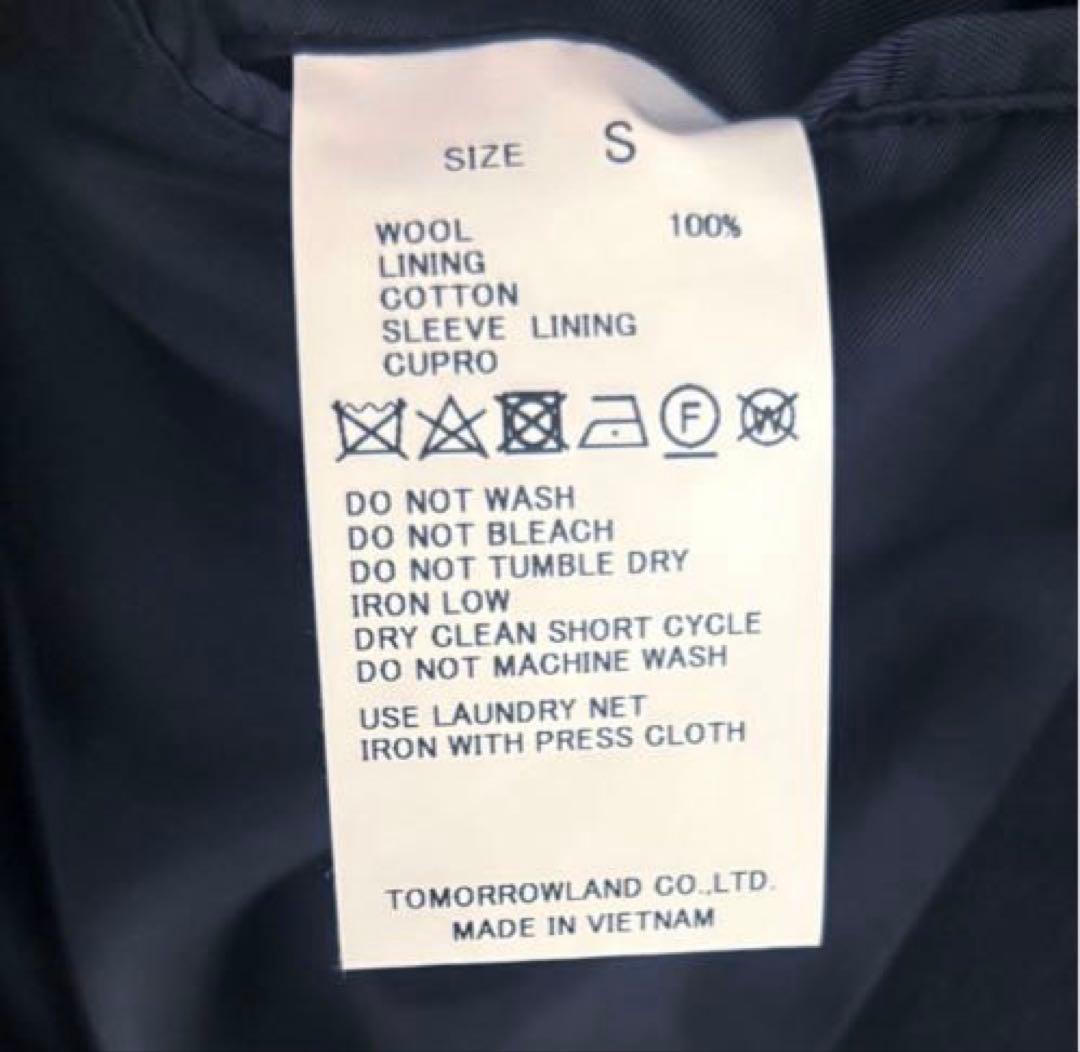 SIZE S
WOOL 100%
LINING
COTTON
SLEEVE LINING
CUPRO
F W
DO NOT WASH
DO NOT BLEACH
DO NOT TUMBLE DRY
IRON LOW
DRY CLEAN SHORT CYCLE
DO NOT MACHINE WASH
USE LAUNDRY NET
IRON WITH PRESS CLOTH
TOMORROWLAND CO.,LTD.
MADE IN VIETNAM